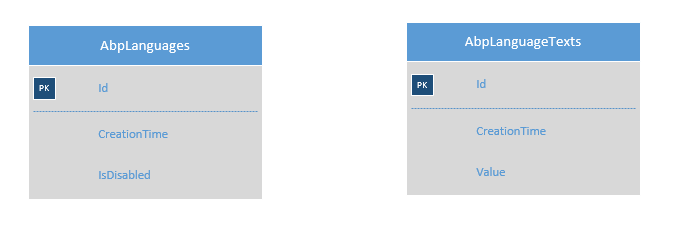 AbpLanguages
PK
Id
CreationTime
IsDisabled
AbpLanguageTexts
PK
Id
CreationTime
Value